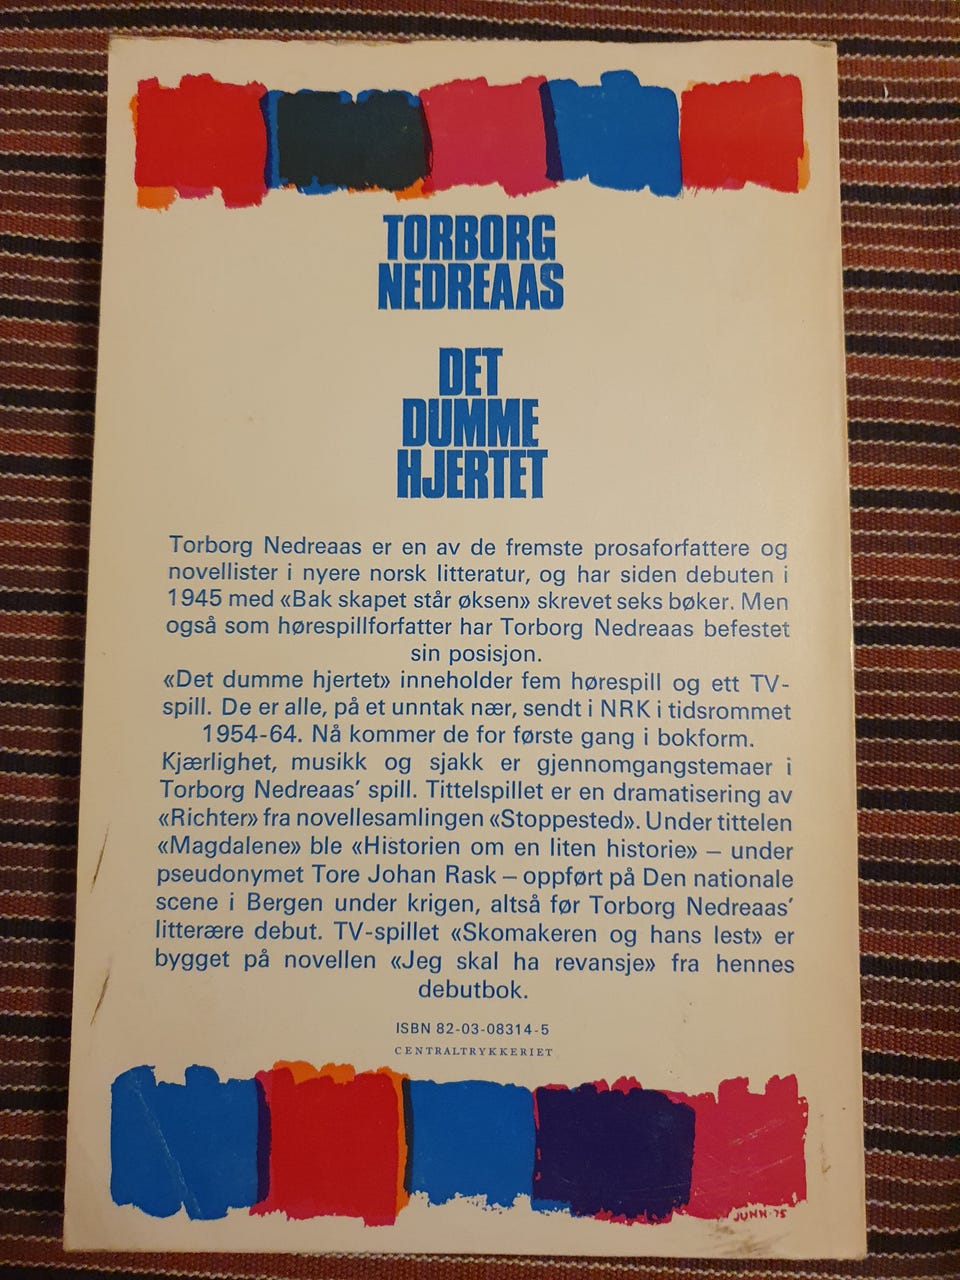 TORBORG
NEDREAAS
DET
DUMME
HJERTET
Torborg Nedreaas er en av de fremste prosaforfattere og
novellister i nyere norsk litteratur, og har siden debuten i
1945 med «Bak skapet står øksen» skrevet seks bøker. Men
også som hørespillforfatter har Torborg Nedreaas befestet
sin posisjon.
«Det dumme hjertet» inneholder fem hørespill og ett TV-
spill. De er alle, på et unntak nær, sendt i NRK i tidsrommet
1954-64. Nå kommer de for første gang i bokform.
Kjærlighet, musikk og sjakk er gjennomgangstemaer i
Torborg Nedreaas’ spill. Tittelspillet er en dramatisering av
«Richter» fra novellesamlingen «Stoppested». Under tittelen
«Magdalene» ble «Historien om en liten historie» – under
pseudonymet Tore Johan Rask – oppført på Den nationale
scene i Bergen under krigen, altså før Torborg Nedreaas’
litterære debut. TV-spillet «Skomakeren og hans lest» er
bygget på novellen «Jeg skal ha revansje» fra hennes
debutbok.
ISBN 82-03-08314-5
CENTRALTRYKKERIET
JUNN-75